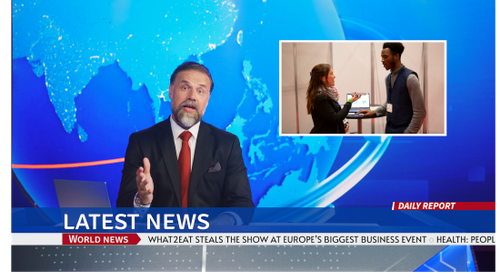 DAILY REPORT
LATEST NEWS
WORLD NEWS WHAT2EAT STEALS THE SHOW AT EUROPE'S BIGGEST BUSINESS EVENT HEALTH: PEOPL